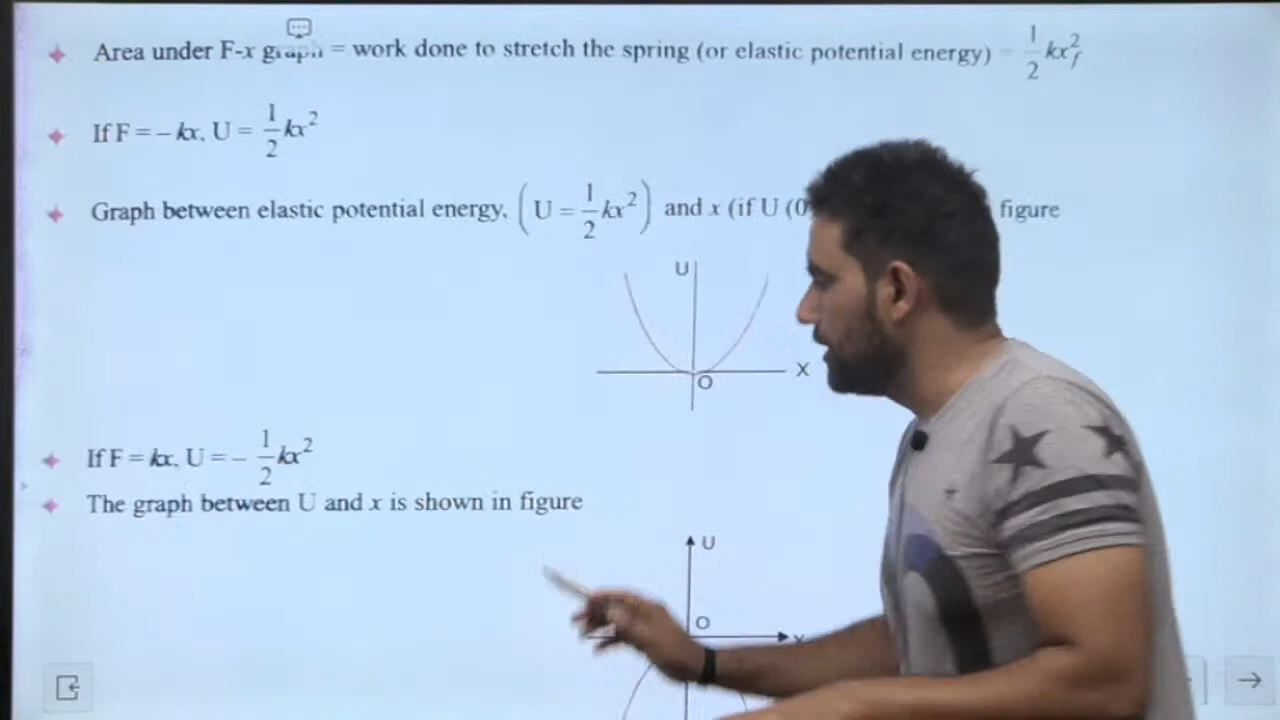 Area under F-x graph = work done to stretch the spring (or elastic potential energy) = 1/2 kx_f^2
If F = – kx, U = 1/2 kx^2
Graph between elastic potential energy, (U = 1/2 kx^2) and x (if U (0 figure
U
X
O
If F = kx, U = – 1/2 kx^2
The graph between U and x is shown in figure
U
O
x